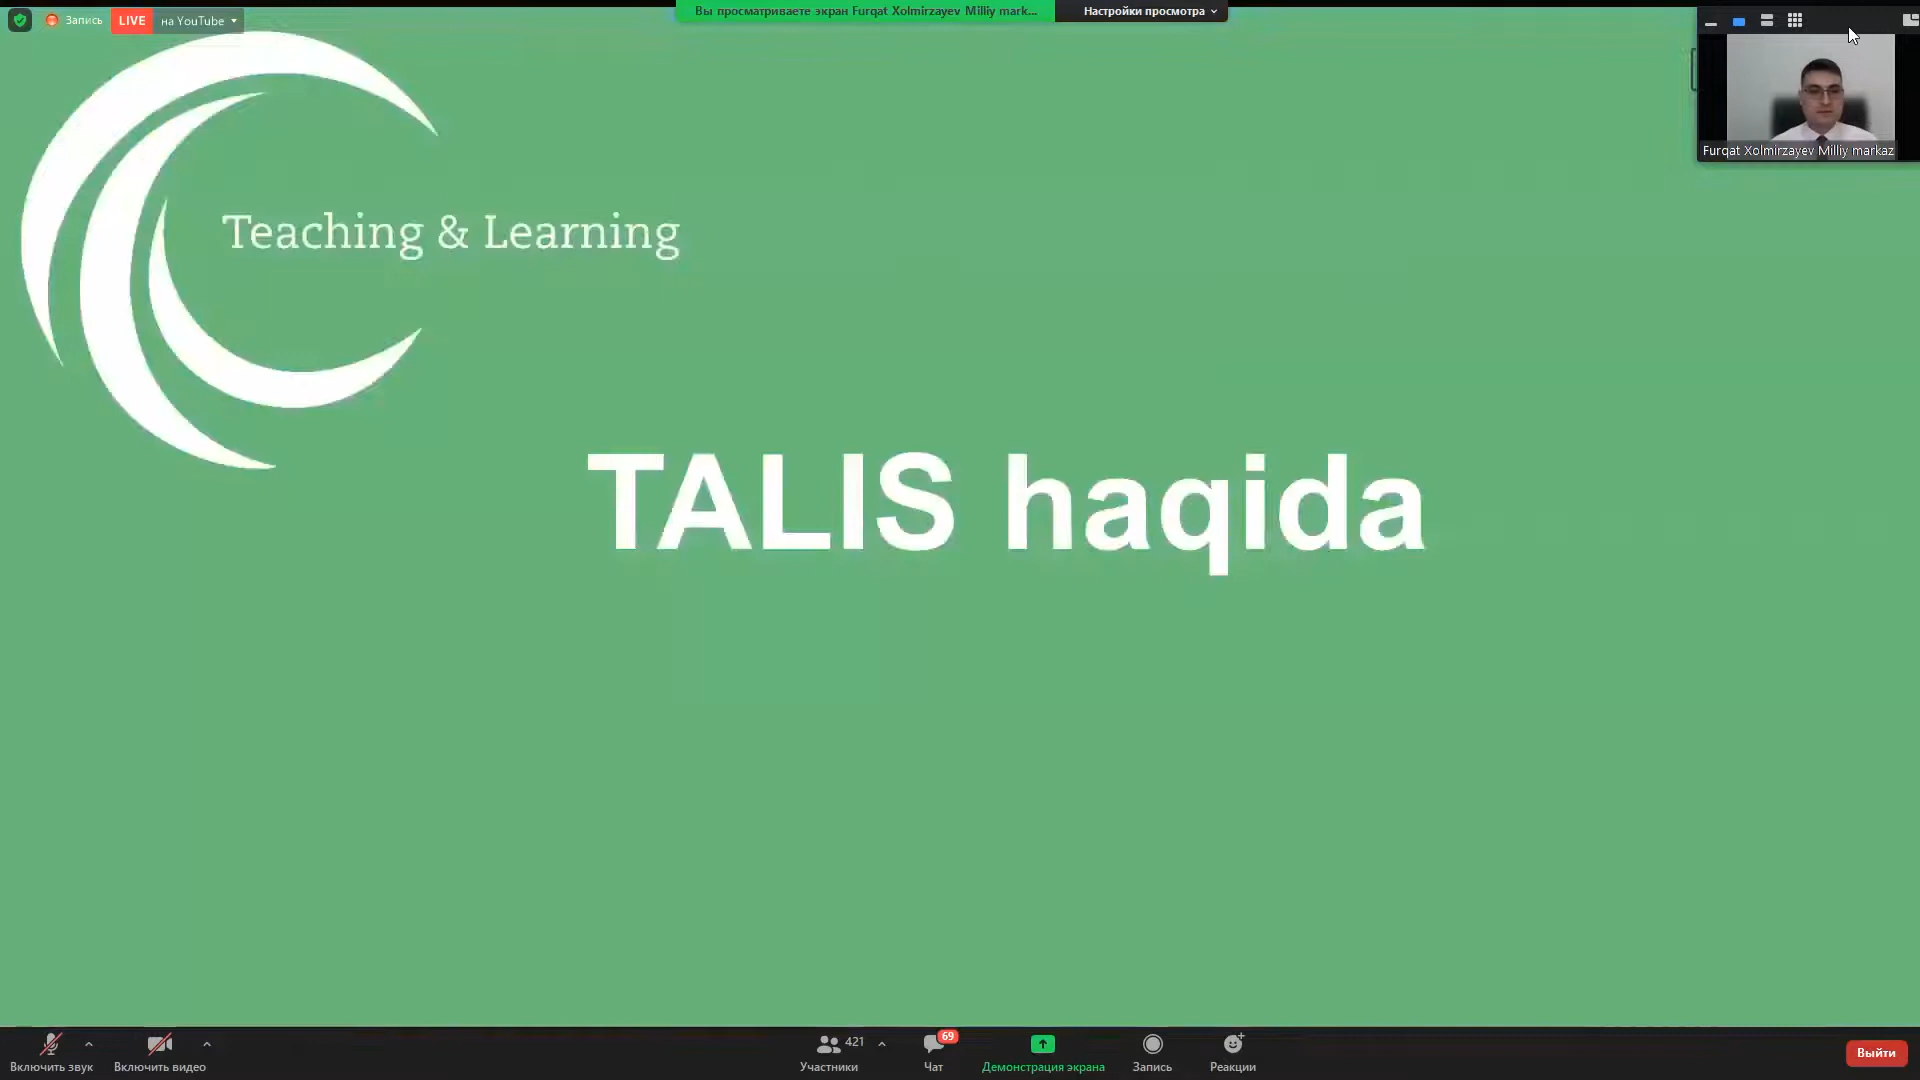 Запись
LIVE
на YouTube
Вы просматриваете экран Furqat Xolmirzayev Milliy mark...
Настройки просмотра
Furqat Xolmirzayev Milliy markaz
Teaching & Learning
TALIS haqida
Включить звук
Включить видео
421
Участники
69
Чат
Демонстрация экрана
Запись
Реакции
Выйти